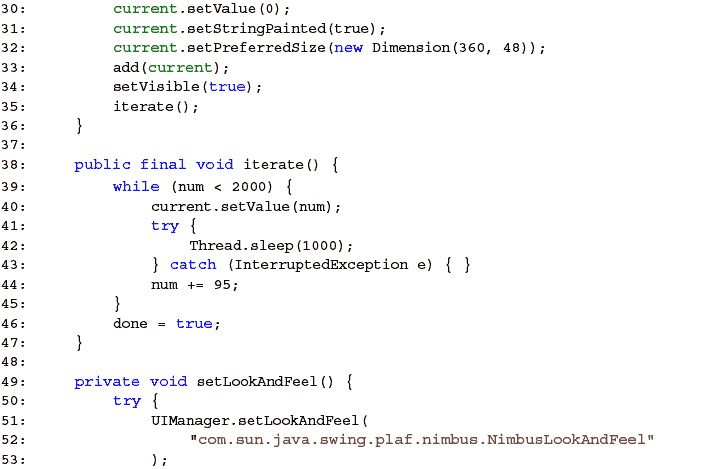 30:          current.setValue(0);
31:          current.setStringPainted(true);
32:          current.setPreferredSize(new Dimension(360, 48));
33:          add(current);
34:          setVisible(true);
35:          iterate();
36:      }
37:
38:      public final void iterate() {
39:          while (num < 2000) {
40:              current.setValue(num);
41:              try {
42:                  Thread.sleep(1000);
43:              } catch (InterruptedException e) { }
44:              num += 95;
45:          }
46:          done = true;
47:      }
48:
49:      private void setLookAndFeel() {
50:          try {
51:              UIManager.setLookAndFeel(
52:                  "com.sun.java.swing.plaf.nimbus.NimbusLookAndFeel"
53:              );